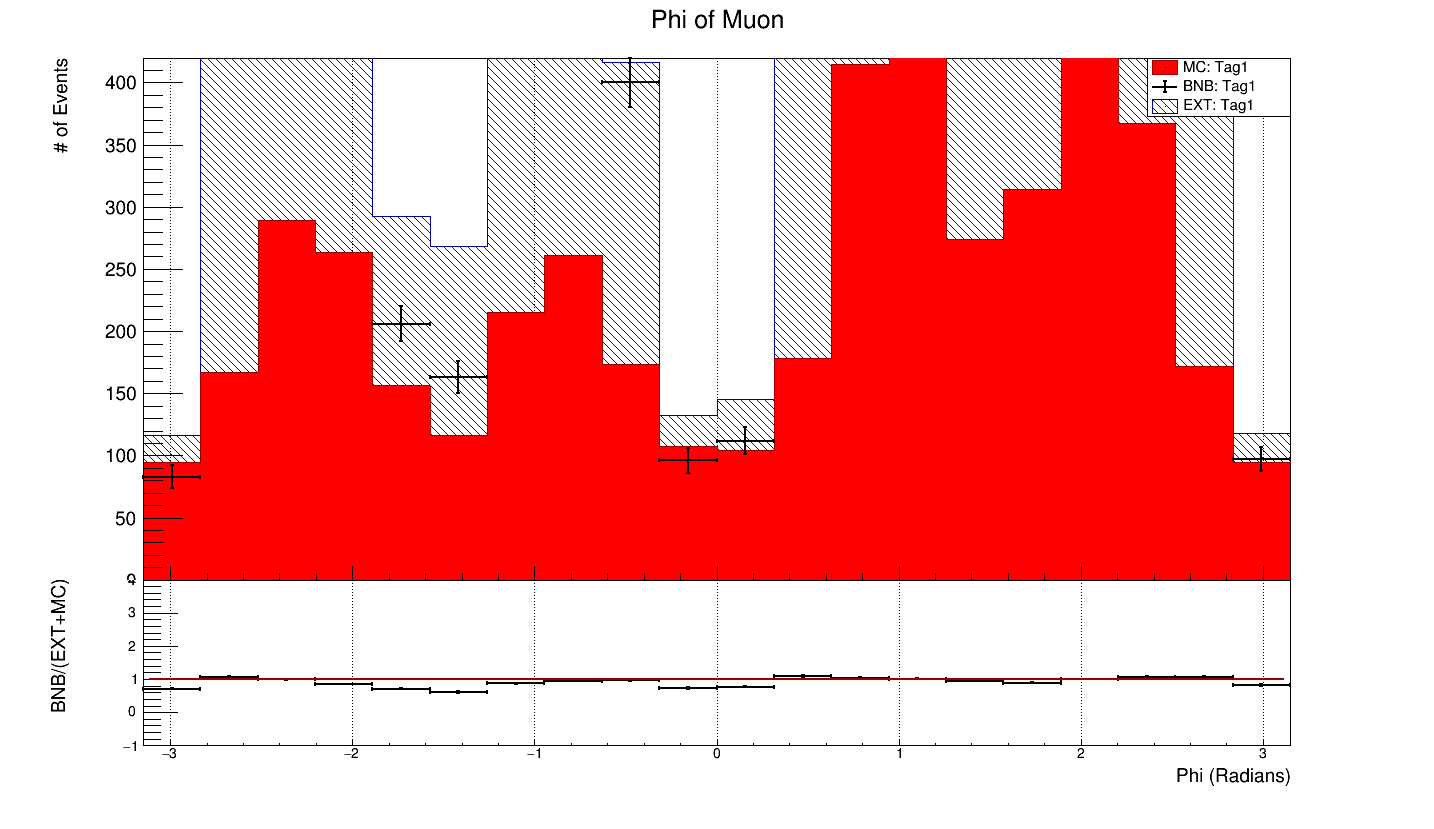 Phi of Muon
# of Events
400
350
300
250
200
150
100
50
MC: Tag1
BNB: Tag1
EXT: Tag1
BNB/(EXT+MC)
3
2
1
0
−1
−3 −2 −1 0 1 2 3
Phi (Radians)